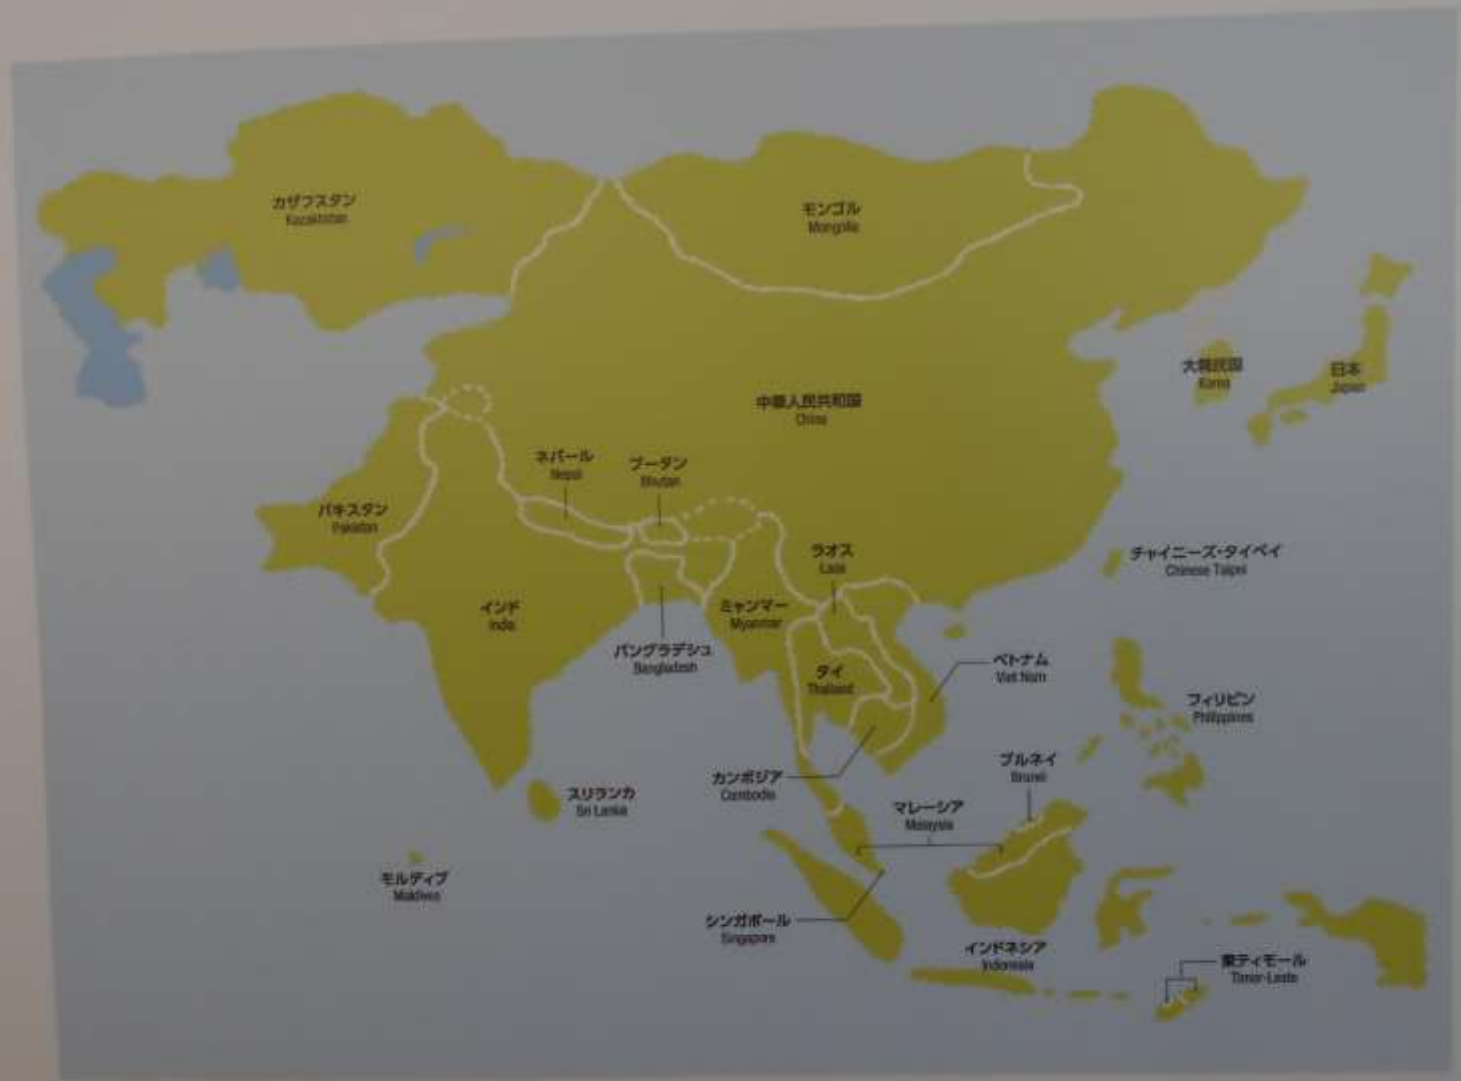 カザフスタン
Kazakhstan
モンゴル
Mongolia
大韓民国
Korea
日本
Japan
中華人民共和国
China
ネパール
Nepal
ブータン
Bhutan
パキスタン
Pakistan
ラオス
Laos
チャイニーズ・タイペイ
Chinese Taipei
インド
India
ミャンマー
Myanmar
バングラデシュ
Bangladesh
タイ
Thailand
ベトナム
Viet Nam
フィリピン
Philippines
カンボジア
Cambodia
ブルネイ
Brunei
スリランカ
Sri Lanka
マレーシア
Malaysia
モルディブ
Maldives
シンガポール
Singapore
インドネシア
Indonesia
東ティモール
Timor-Leste